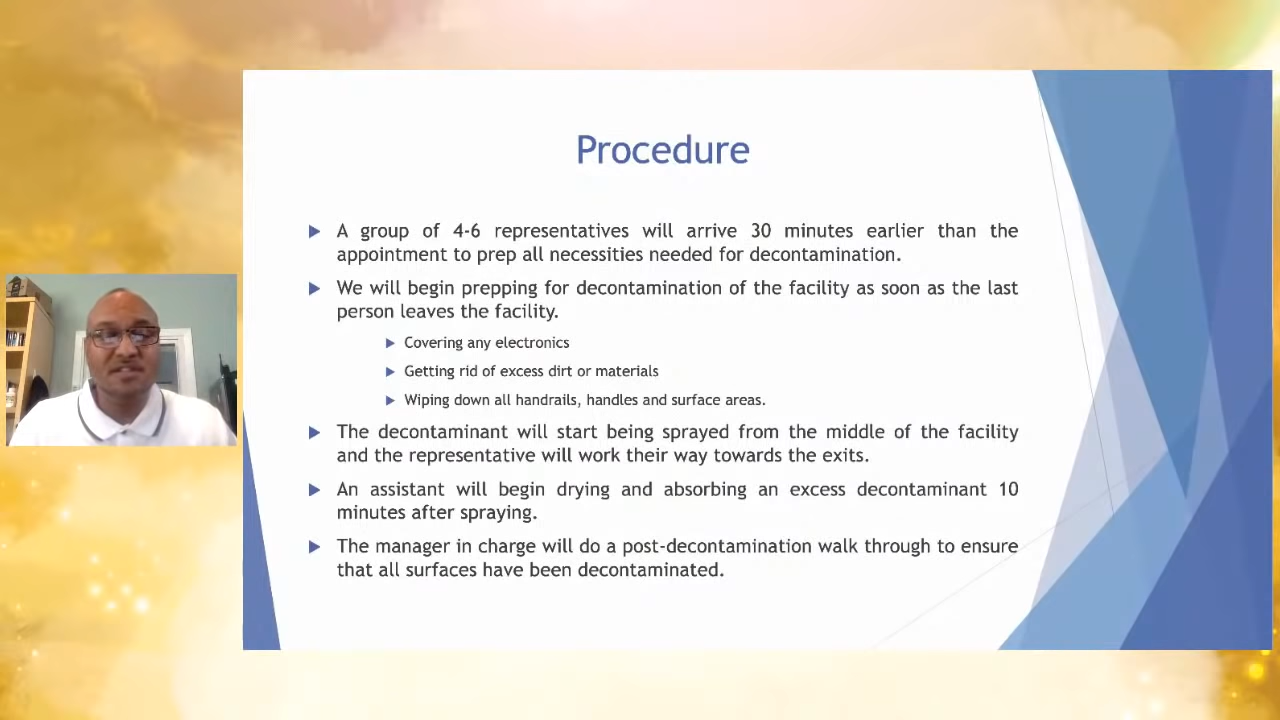 Procedure
A group of 4-6 representatives will arrive 30 minutes earlier than the
appointment to prep all necessities needed for decontamination.
We will begin prepping for decontamination of the facility as soon as the last
person leaves the facility.
Covering any electronics
Getting rid of excess dirt or materials
Wiping down all handrails, handles and surface areas.
The decontaminant will start being sprayed from the middle of the facility
and the representative will work their way towards the exits.
An assistant will begin drying and absorbing an excess decontaminant 10
minutes after spraying.
The manager in charge will do a post-decontamination walk through to ensure
that all surfaces have been decontaminated.